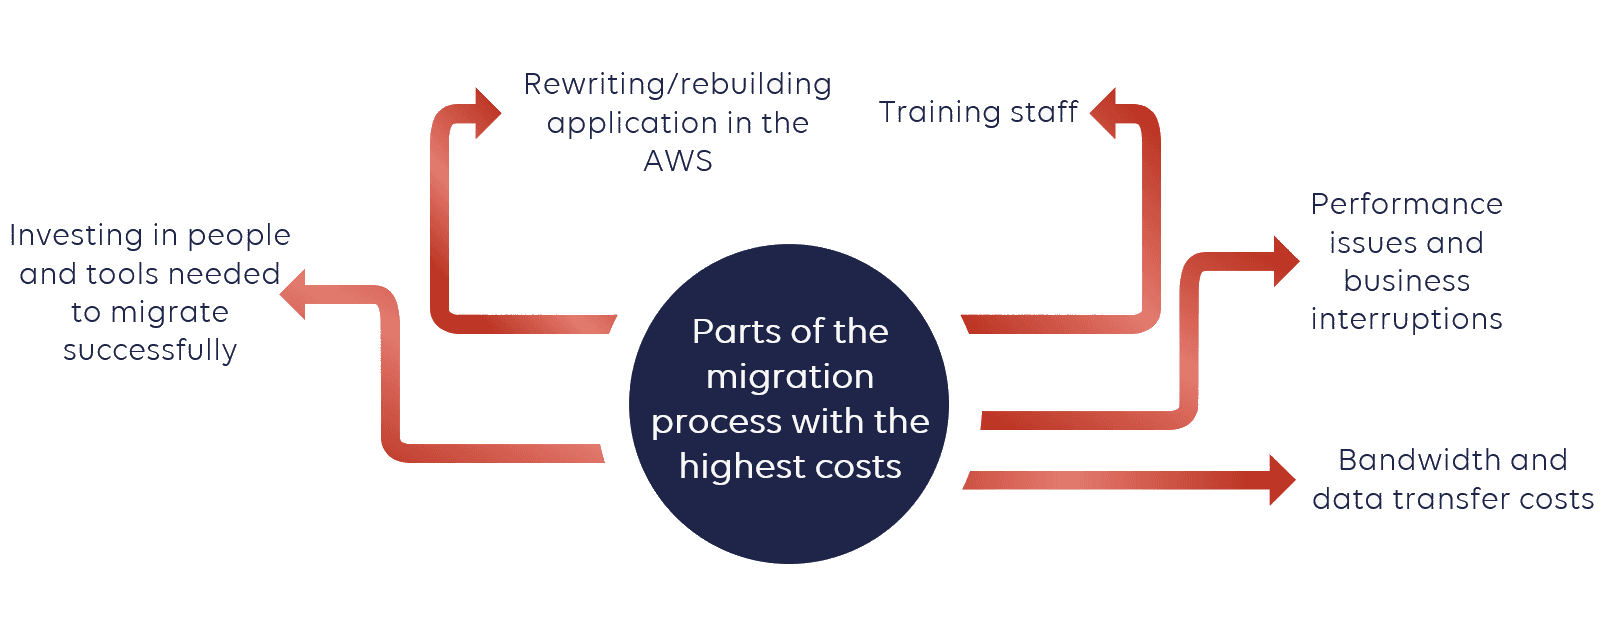 Rewriting/rebuilding
application in the
AWS
Training staff
Investing in people
and tools needed
to migrate
successfully
Parts of the
migration
process with the
highest costs
Performance
issues and
business
interruptions
Bandwidth and
data transfer costs